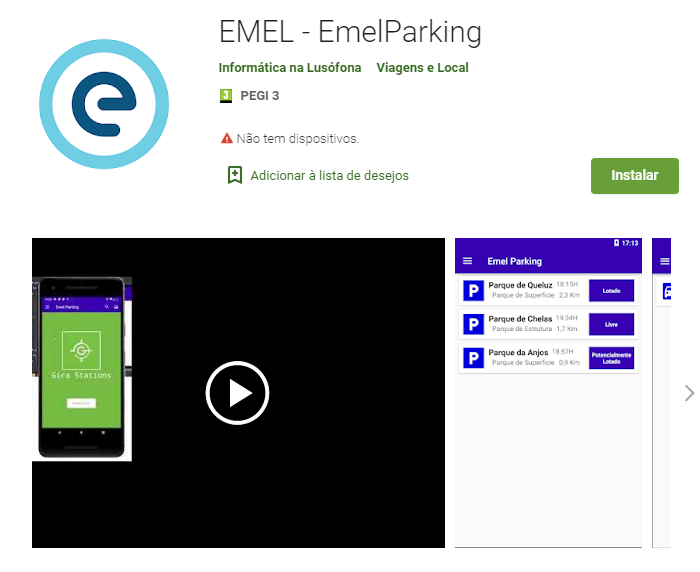 EMEL - EmelParking
Informática na Lusófona Viagens e Local
3 PEGI 3
Não tem dispositivos.
Adicionar à lista de desejos
Instalar
Emel Parking
Gira Stations
17:13
Emel Parking
P Parque de Queluz 18:15H
Parque de Superficie 2,3 Km
Lotado
P Parque de Chelas 19:34H
Parque de Estrutura 1,7 Km
Livre
P Parque da Anjos 18:57H
Parque de Superficie 0,9 Km
Potencialmente
Lotado